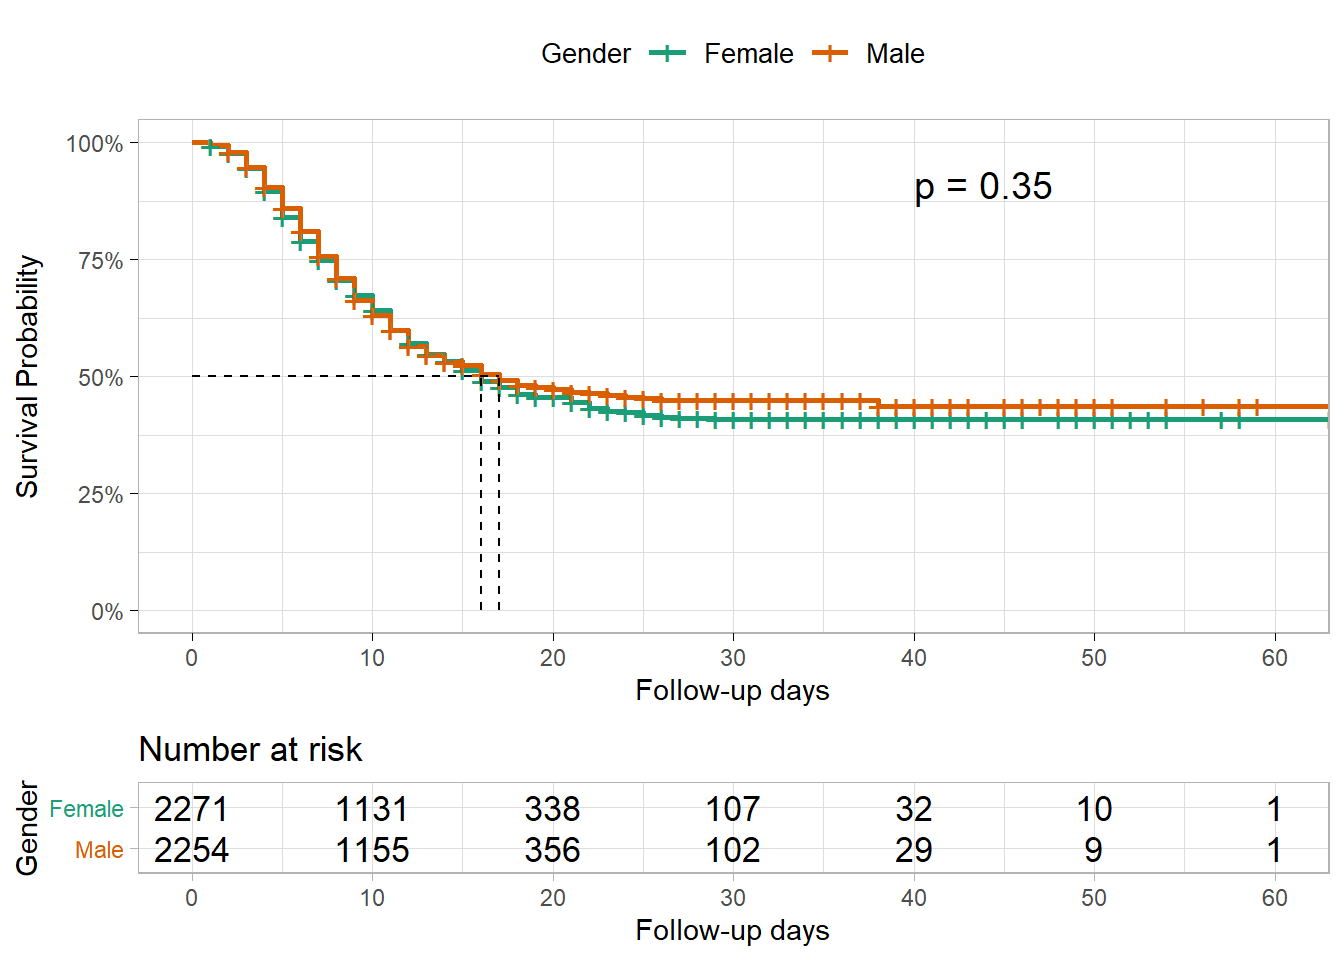 Gender Female Male
100%
p = 0.35
75%
50%
25%
0%
Survival Probability
0 10 20 30 40 50 60
Follow-up days
Number at risk
Gender
Female 2271 1131 338 107 32 10 1
Male 2254 1155 356 102 29 9 1
0 10 20 30 40 50 60
Follow-up days